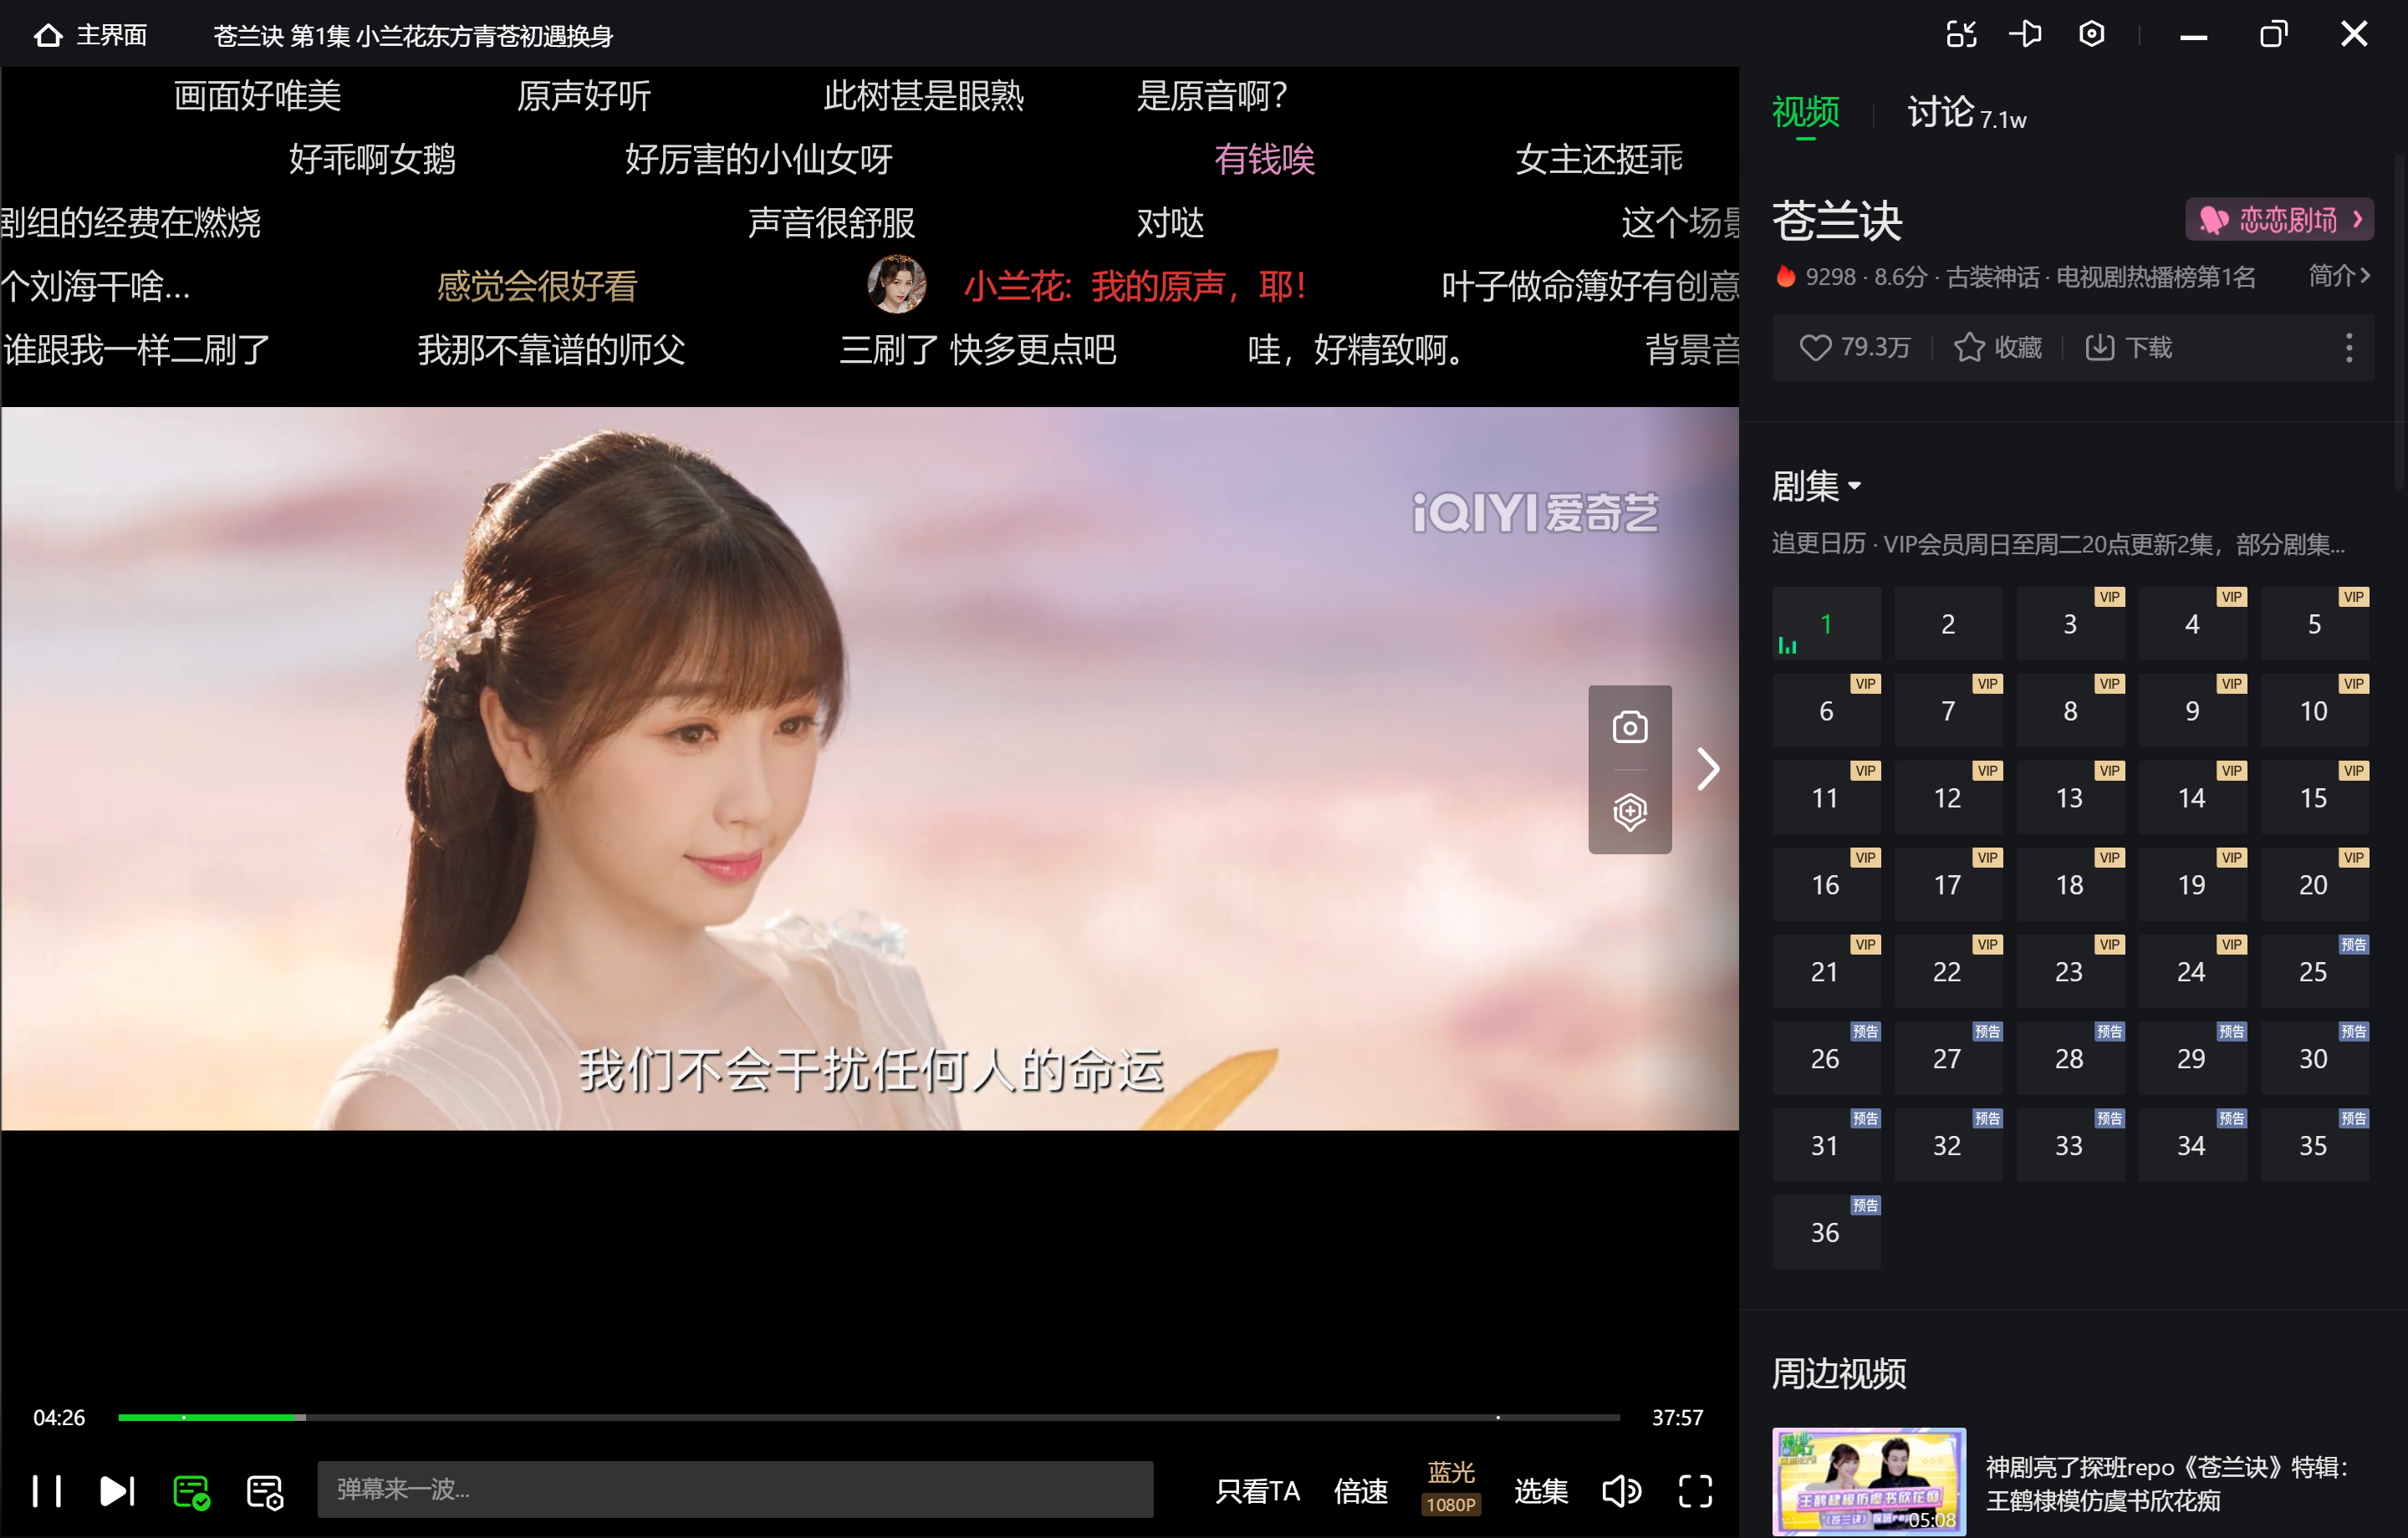 主界面
苍兰诀 第1集 小兰花东方青苍初遇换身
画面好唯美
原声好听
此树甚是眼熟
是原音啊?
好乖啊女鹅
好厉害的小仙女呀
有钱唉
女主还挺乖
剧组的经费在燃烧
声音很舒服
对哒
这个场景
个刘海干啥...
感觉会很好看
小兰花: 我的原声, 耶!
叶子做命簿好有创意
谁跟我一样二刷了
我那不靠谱的师父
三刷了 快多更点吧
哇, 好精致啊。
背景音
iQIYI 爱奇艺
我们不会干扰任何人的命运
04:26
37:57
弹幕来一波...
只看TA
倍速
蓝光
1080P
选集
视频
讨论 7.1w
苍兰诀
恋恋剧场
9298 · 8.6分 · 古装神话 · 电视剧热播榜第1名
简介
79.3万
收藏
下载
剧集
追更日历 · VIP会员周日至周二20点更新2集, 部分剧集...
1 2 3 VIP 4 VIP 5 VIP
6 VIP 7 VIP 8 VIP 9 VIP 10 VIP
11 VIP 12 VIP 13 VIP 14 VIP 15 VIP
16 VIP 17 VIP 18 VIP 19 VIP 20 VIP
21 VIP 22 VIP 23 VIP 24 VIP 25 预告
26 预告 27 预告 28 预告 29 预告 30 预告
31 预告 32 预告 33 预告 34 预告 35 预告
36 预告
周边视频
王鹤棣模仿虞书欣花痴
05:08
神剧亮了探班repo《苍兰诀》特辑:
王鹤棣模仿虞书欣花痴